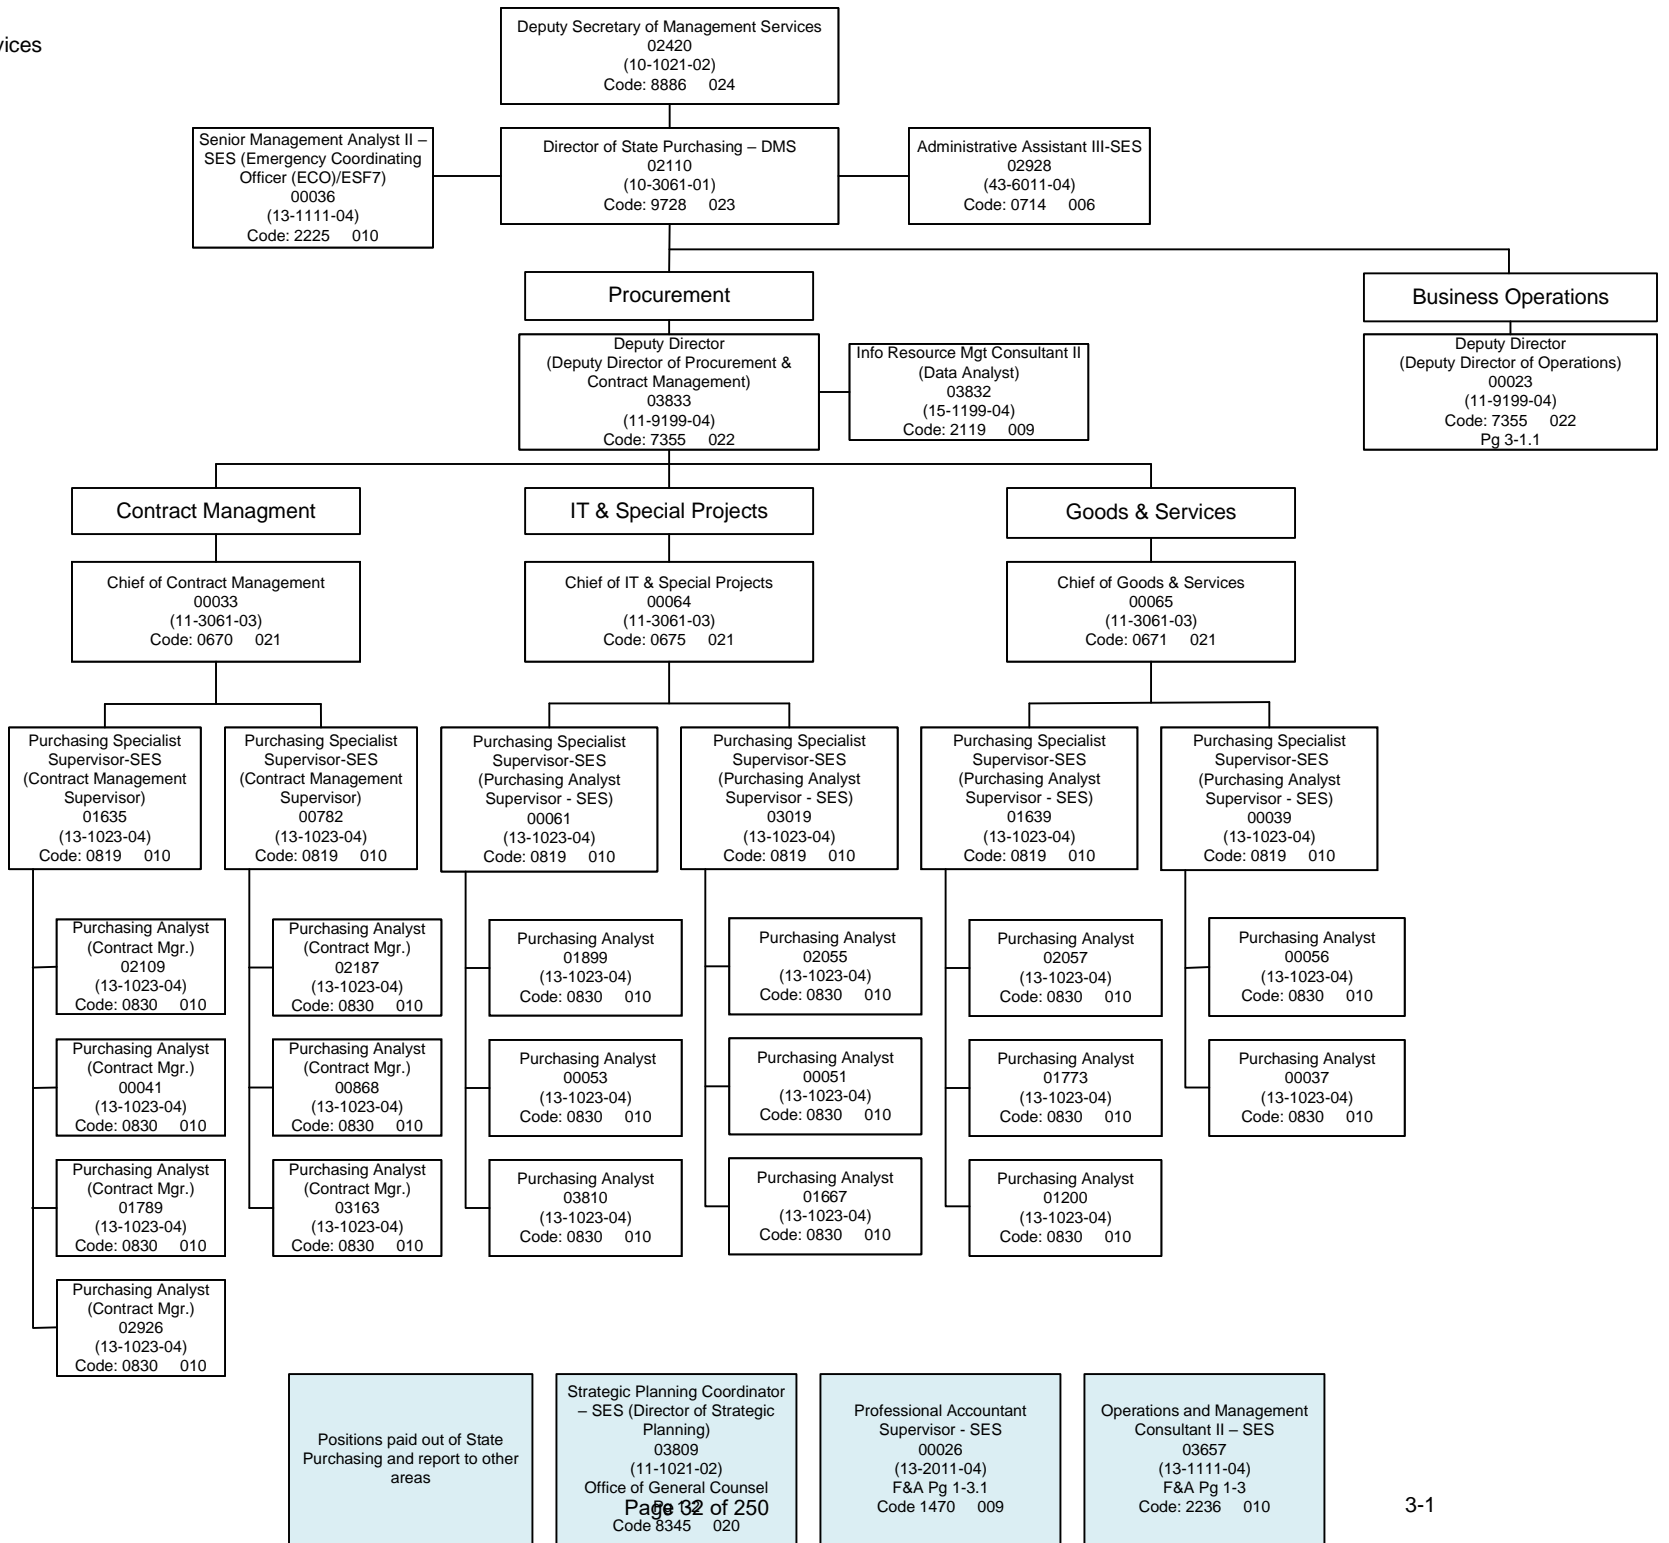 vices
Deputy Secretary of Management Services
02420
(10-1021-02)
Code: 8886 024
Senior Management Analyst II –
SES (Emergency Coordinating
Officer (ECO)/ESF7)
00036
(13-1111-04)
Code: 2225 010
Director of State Purchasing – DMS
02110
(10-3061-01)
Code: 9728 023
Administrative Assistant III-SES
02928
(43-6011-04)
Code: 0714 006
Procurement
Business Operations
Deputy Director
(Deputy Director of Procurement &
Contract Management)
03833
(11-9199-04)
Code: 7355 022
Info Resource Mgt Consultant II
(Data Analyst)
03832
(15-1199-04)
Code: 2119 009
Deputy Director
(Deputy Director of Operations)
00023
(11-9199-04)
Code: 7355 022
Pg 3-1.1
Contract Managment
IT & Special Projects
Goods & Services
Chief of Contract Management
00033
(11-3061-03)
Code: 0670 021
Chief of IT & Special Projects
00064
(11-3061-03)
Code: 0675 021
Chief of Goods & Services
00065
(11-3061-03)
Code: 0671 021
Purchasing Specialist
Supervisor-SES
(Contract Management
Supervisor)
01635
(13-1023-04)
Code: 0819 010
Purchasing Specialist
Supervisor-SES
(Contract Management
Supervisor)
00782
(13-1023-04)
Code: 0819 010
Purchasing Specialist
Supervisor-SES
(Purchasing Analyst
Supervisor - SES)
00061
(13-1023-04)
Code: 0819 010
Purchasing Specialist
Supervisor-SES
(Purchasing Analyst
Supervisor - SES)
03019
(13-1023-04)
Code: 0819 010
Purchasing Specialist
Supervisor-SES
(Purchasing Analyst
Supervisor - SES)
01639
(13-1023-04)
Code: 0819 010
Purchasing Specialist
Supervisor-SES
(Purchasing Analyst
Supervisor - SES)
00039
(13-1023-04)
Code: 0819 010
Purchasing Analyst
(Contract Mgr.)
02109
(13-1023-04)
Code: 0830 010
Purchasing Analyst
(Contract Mgr.)
02187
(13-1023-04)
Code: 0830 010
Purchasing Analyst
01899
(13-1023-04)
Code: 0830 010
Purchasing Analyst
02055
(13-1023-04)
Code: 0830 010
Purchasing Analyst
02057
(13-1023-04)
Code: 0830 010
Purchasing Analyst
00056
(13-1023-04)
Code: 0830 010
Purchasing Analyst
(Contract Mgr.)
00041
(13-1023-04)
Code: 0830 010
Purchasing Analyst
(Contract Mgr.)
00868
(13-1023-04)
Code: 0830 010
Purchasing Analyst
00053
(13-1023-04)
Code: 0830 010
Purchasing Analyst
00051
(13-1023-04)
Code: 0830 010
Purchasing Analyst
01773
(13-1023-04)
Code: 0830 010
Purchasing Analyst
00037
(13-1023-04)
Code: 0830 010
Purchasing Analyst
(Contract Mgr.)
01789
(13-1023-04)
Code: 0830 010
Purchasing Analyst
(Contract Mgr.)
03163
(13-1023-04)
Code: 0830 010
Purchasing Analyst
03810
(13-1023-04)
Code: 0830 010
Purchasing Analyst
01667
(13-1023-04)
Code: 0830 010
Purchasing Analyst
01200
(13-1023-04)
Code: 0830 010
Purchasing Analyst
(Contract Mgr.)
02926
(13-1023-04)
Code: 0830 010
Positions paid out of State
Purchasing and report to other
areas
Strategic Planning Coordinator
– SES (Director of Strategic
Planning)
03809
(11-1021-02)
Office of General Counsel
Code 8345 020
Professional Accountant
Supervisor - SES
00026
(13-2011-04)
F&A Pg 1-3.1
Code 1470 009
Operations and Management
Consultant II – SES
03657
(13-1111-04)
F&A Pg 1-3
Code: 2236 010
Page 32 of 250
3-1